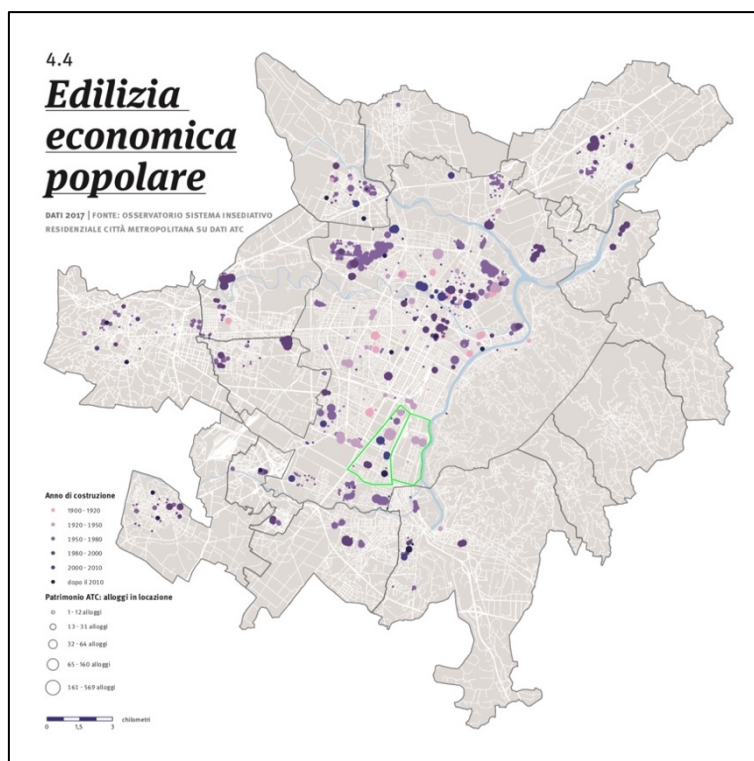 4.4
Edilizia
economica
popolare
DATI 2017 | FONTE: OSSERVATORIO SISTEMA INSEDIATIVO
RESIDENZIALE CITTÀ METROPOLITANA SU DATI ATC
Anno di costruzione
1900 - 1920
1920 - 1950
1950 - 1980
1980 - 2000
2000 - 2010
dopo il 2010
Patrimonio ATC: alloggi in locazione
1 - 12 alloggi
13 - 31 alloggi
32 - 64 alloggi
65 - 160 alloggi
161 - 569 alloggi
chilometri
0 1,5 3